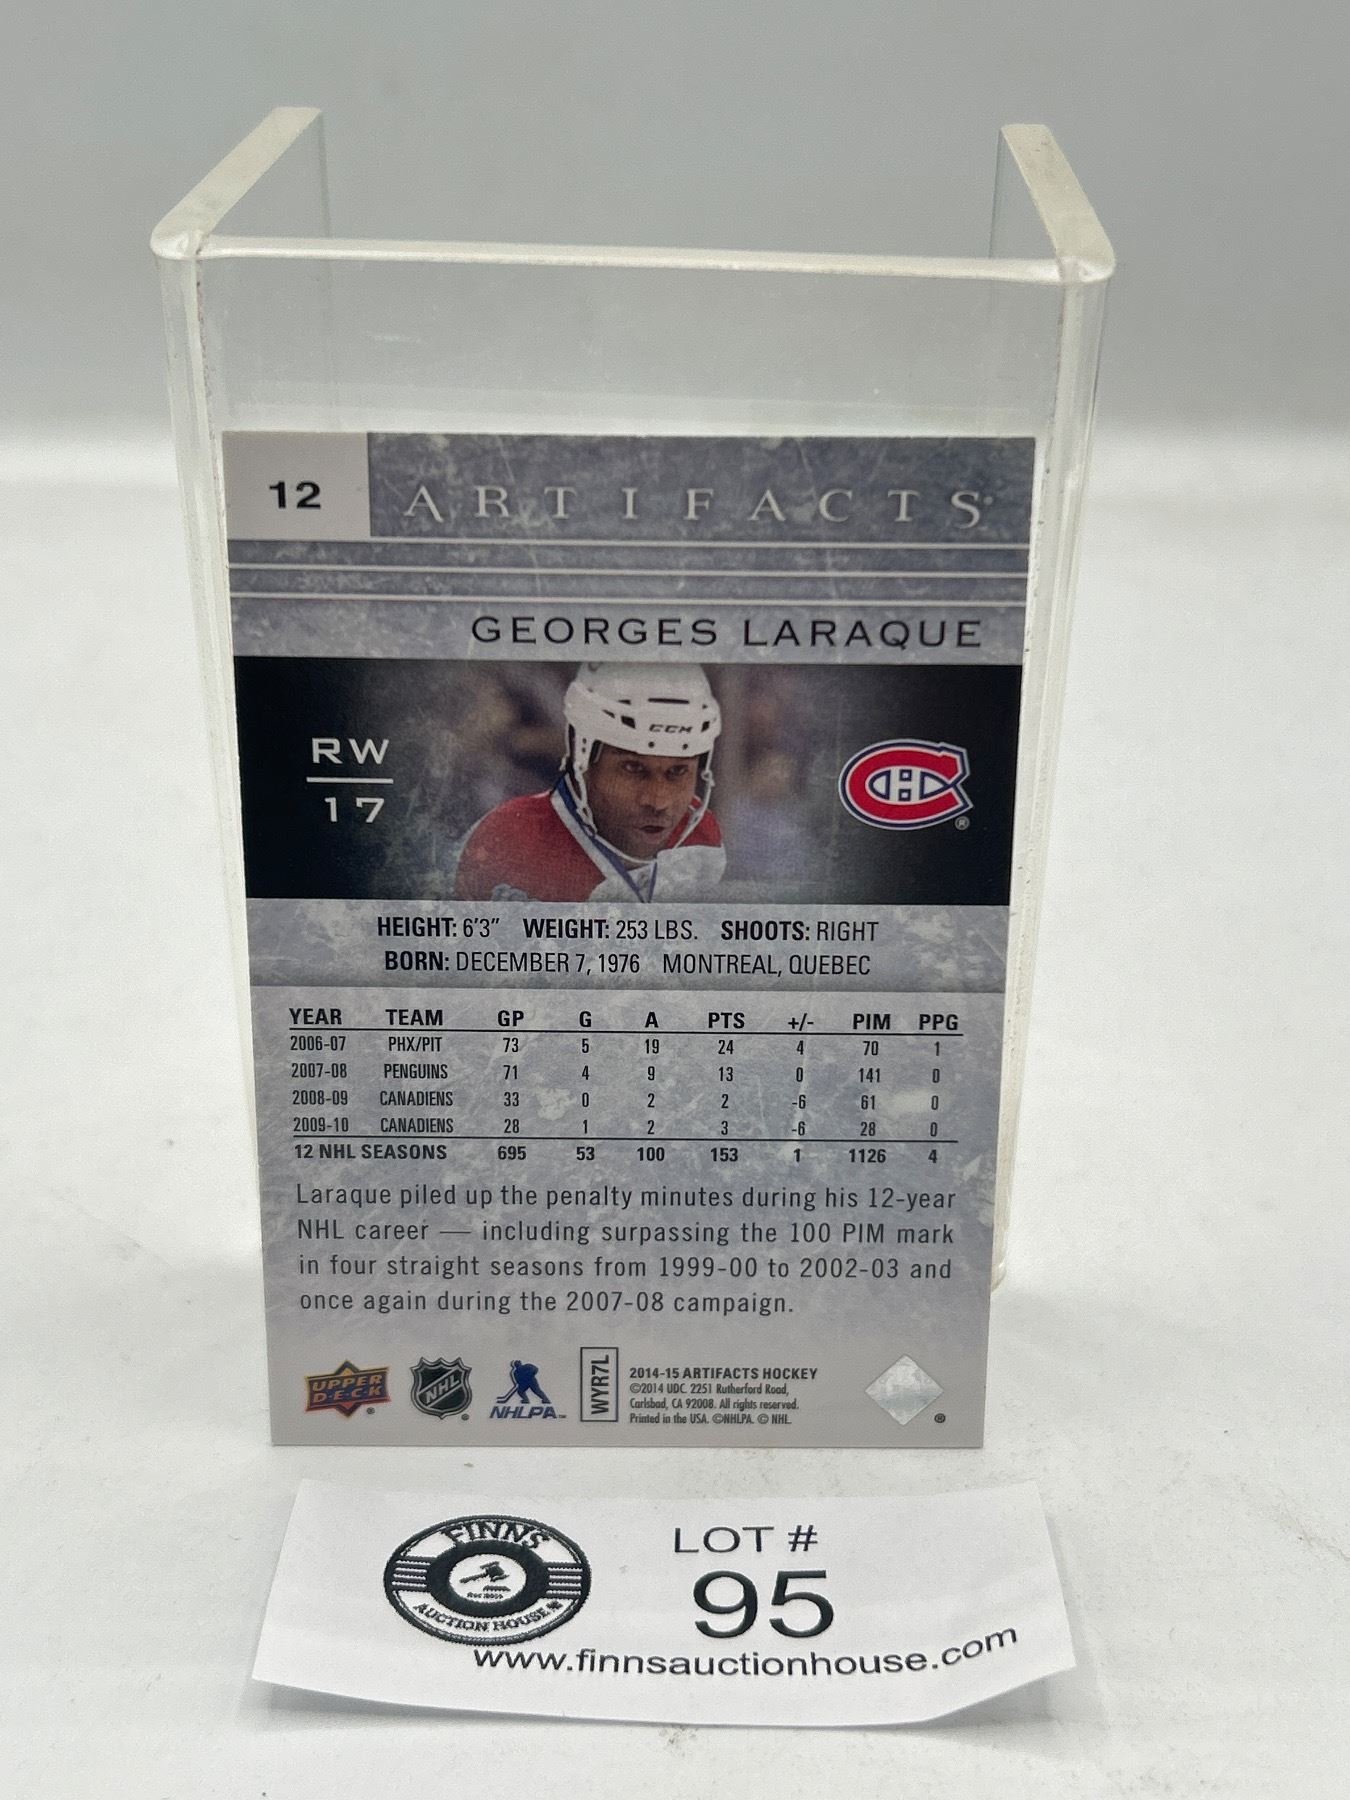 12
ARTIFACTS®
GEORGES LARAQUE
CCM
RW
17
®
HEIGHT: 6'3" WEIGHT: 253 LBS. SHOOTS: RIGHT
BORN: DECEMBER 7, 1976 MONTREAL, QUEBEC
YEAR TEAM GP G A PTS +/- PIM PPG
2006-07 PHX/PIT 73 5 19 24 4 70 1
2007-08 PENGUINS 71 4 9 13 0 141 0
2008-09 CANADIENS 33 0 2 2 -6 61 0
2009-10 CANADIENS 28 1 2 3 -6 28 0
12 NHL SEASONS 695 53 100 153 1 1126 4
Laraque piled up the penalty minutes during his 12-year
NHL career — including surpassing the 100 PIM mark
in four straight seasons from 1999-00 to 2002-03 and
once again during the 2007-08 campaign.
UPPER
D·E·C·K ®
NHL ®
NHLPA™
WYR7L
2014-15 ARTIFACTS HOCKEY
©2014 UDC. 2251 Rutherford Road,
Carlsbad, CA 92008. All rights reserved.
Printed in the USA. ©NHLPA. © NHL.
®
FINNS
AUCTION HOUSE
LOT #
95
www.finnsauctionhouse.com